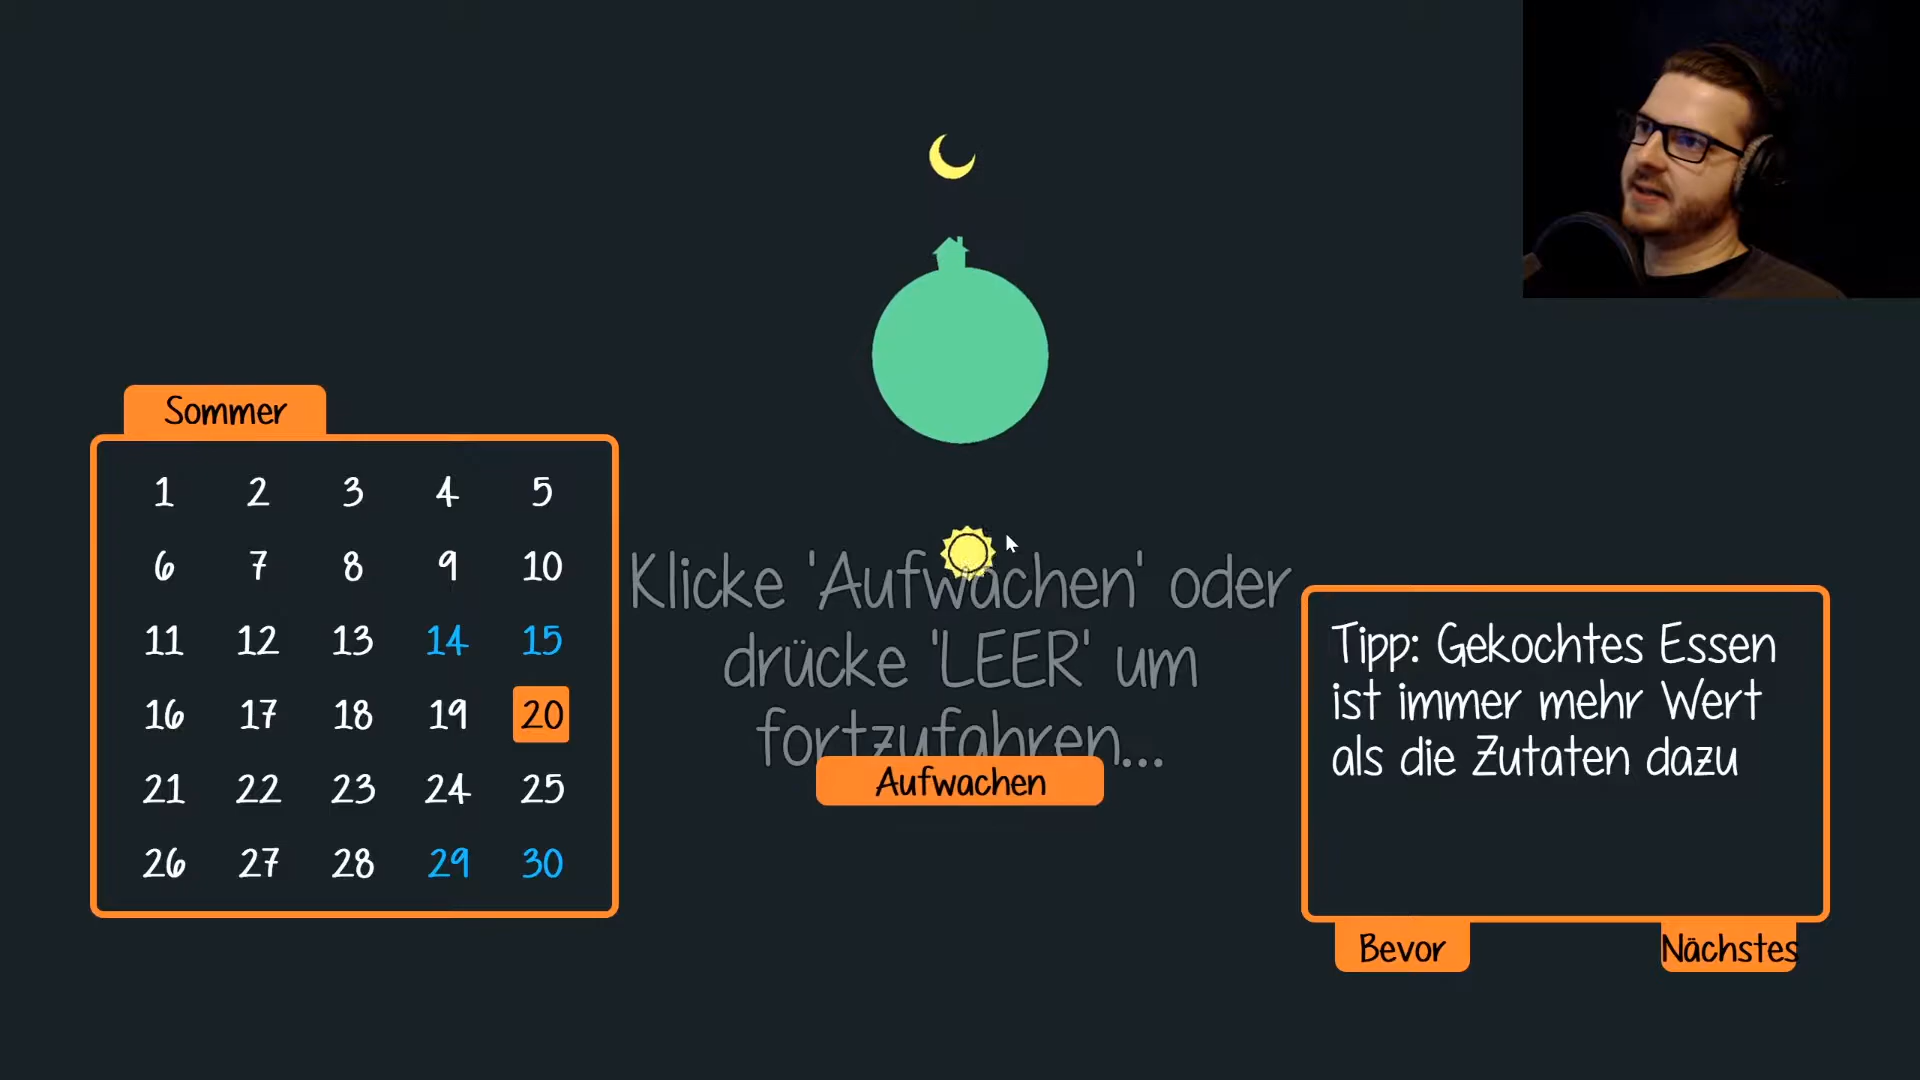 Sommer
1 2 3 4 5
6 7 8 9 10
11 12 13 14 15
16 17 18 19 20
21 22 23 24 25
26 27 28 29 30
Klicke 'Aufwachen' oder
drücke 'LEER' um
fortzufahren...
Aufwachen
Tipp: Gekochtes Essen
ist immer mehr Wert
als die Zutaten dazu
Bevor
Nächstes